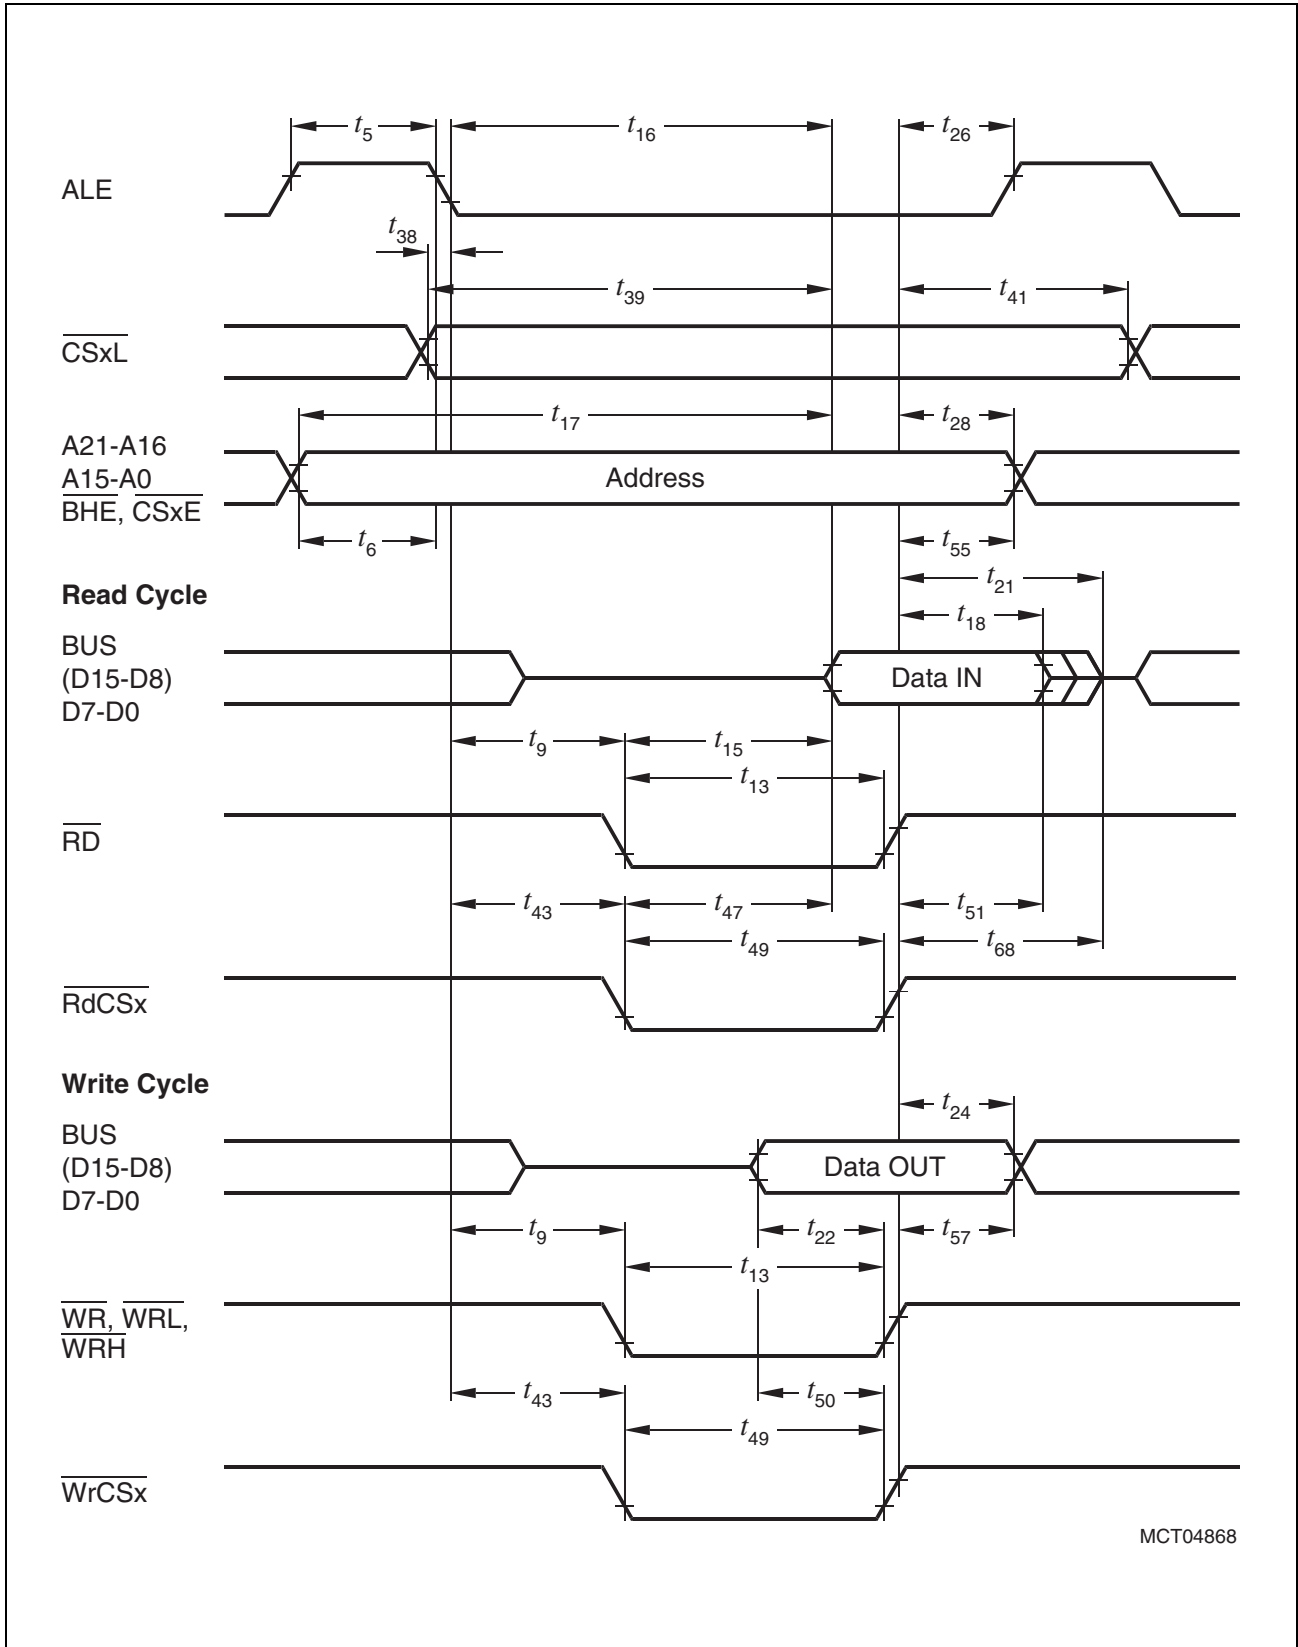 t5 t16 t26
ALE
t38
t39 t41
CSxL
t17 t28
A21-A16
A15-A0 Address
BHE, CSxE
t6 t55
t21
Read Cycle
t18
BUS
(D15-D8) Data IN
D7-D0
t9 t15
t13
RD
t43 t47 t51
t49 t68
RdCSx
Write Cycle
t24
BUS
(D15-D8) Data OUT
D7-D0
t9 t22 t57
t13
WR, WRL,
WRH
t43 t50
t49
WrCSx
MCT04868